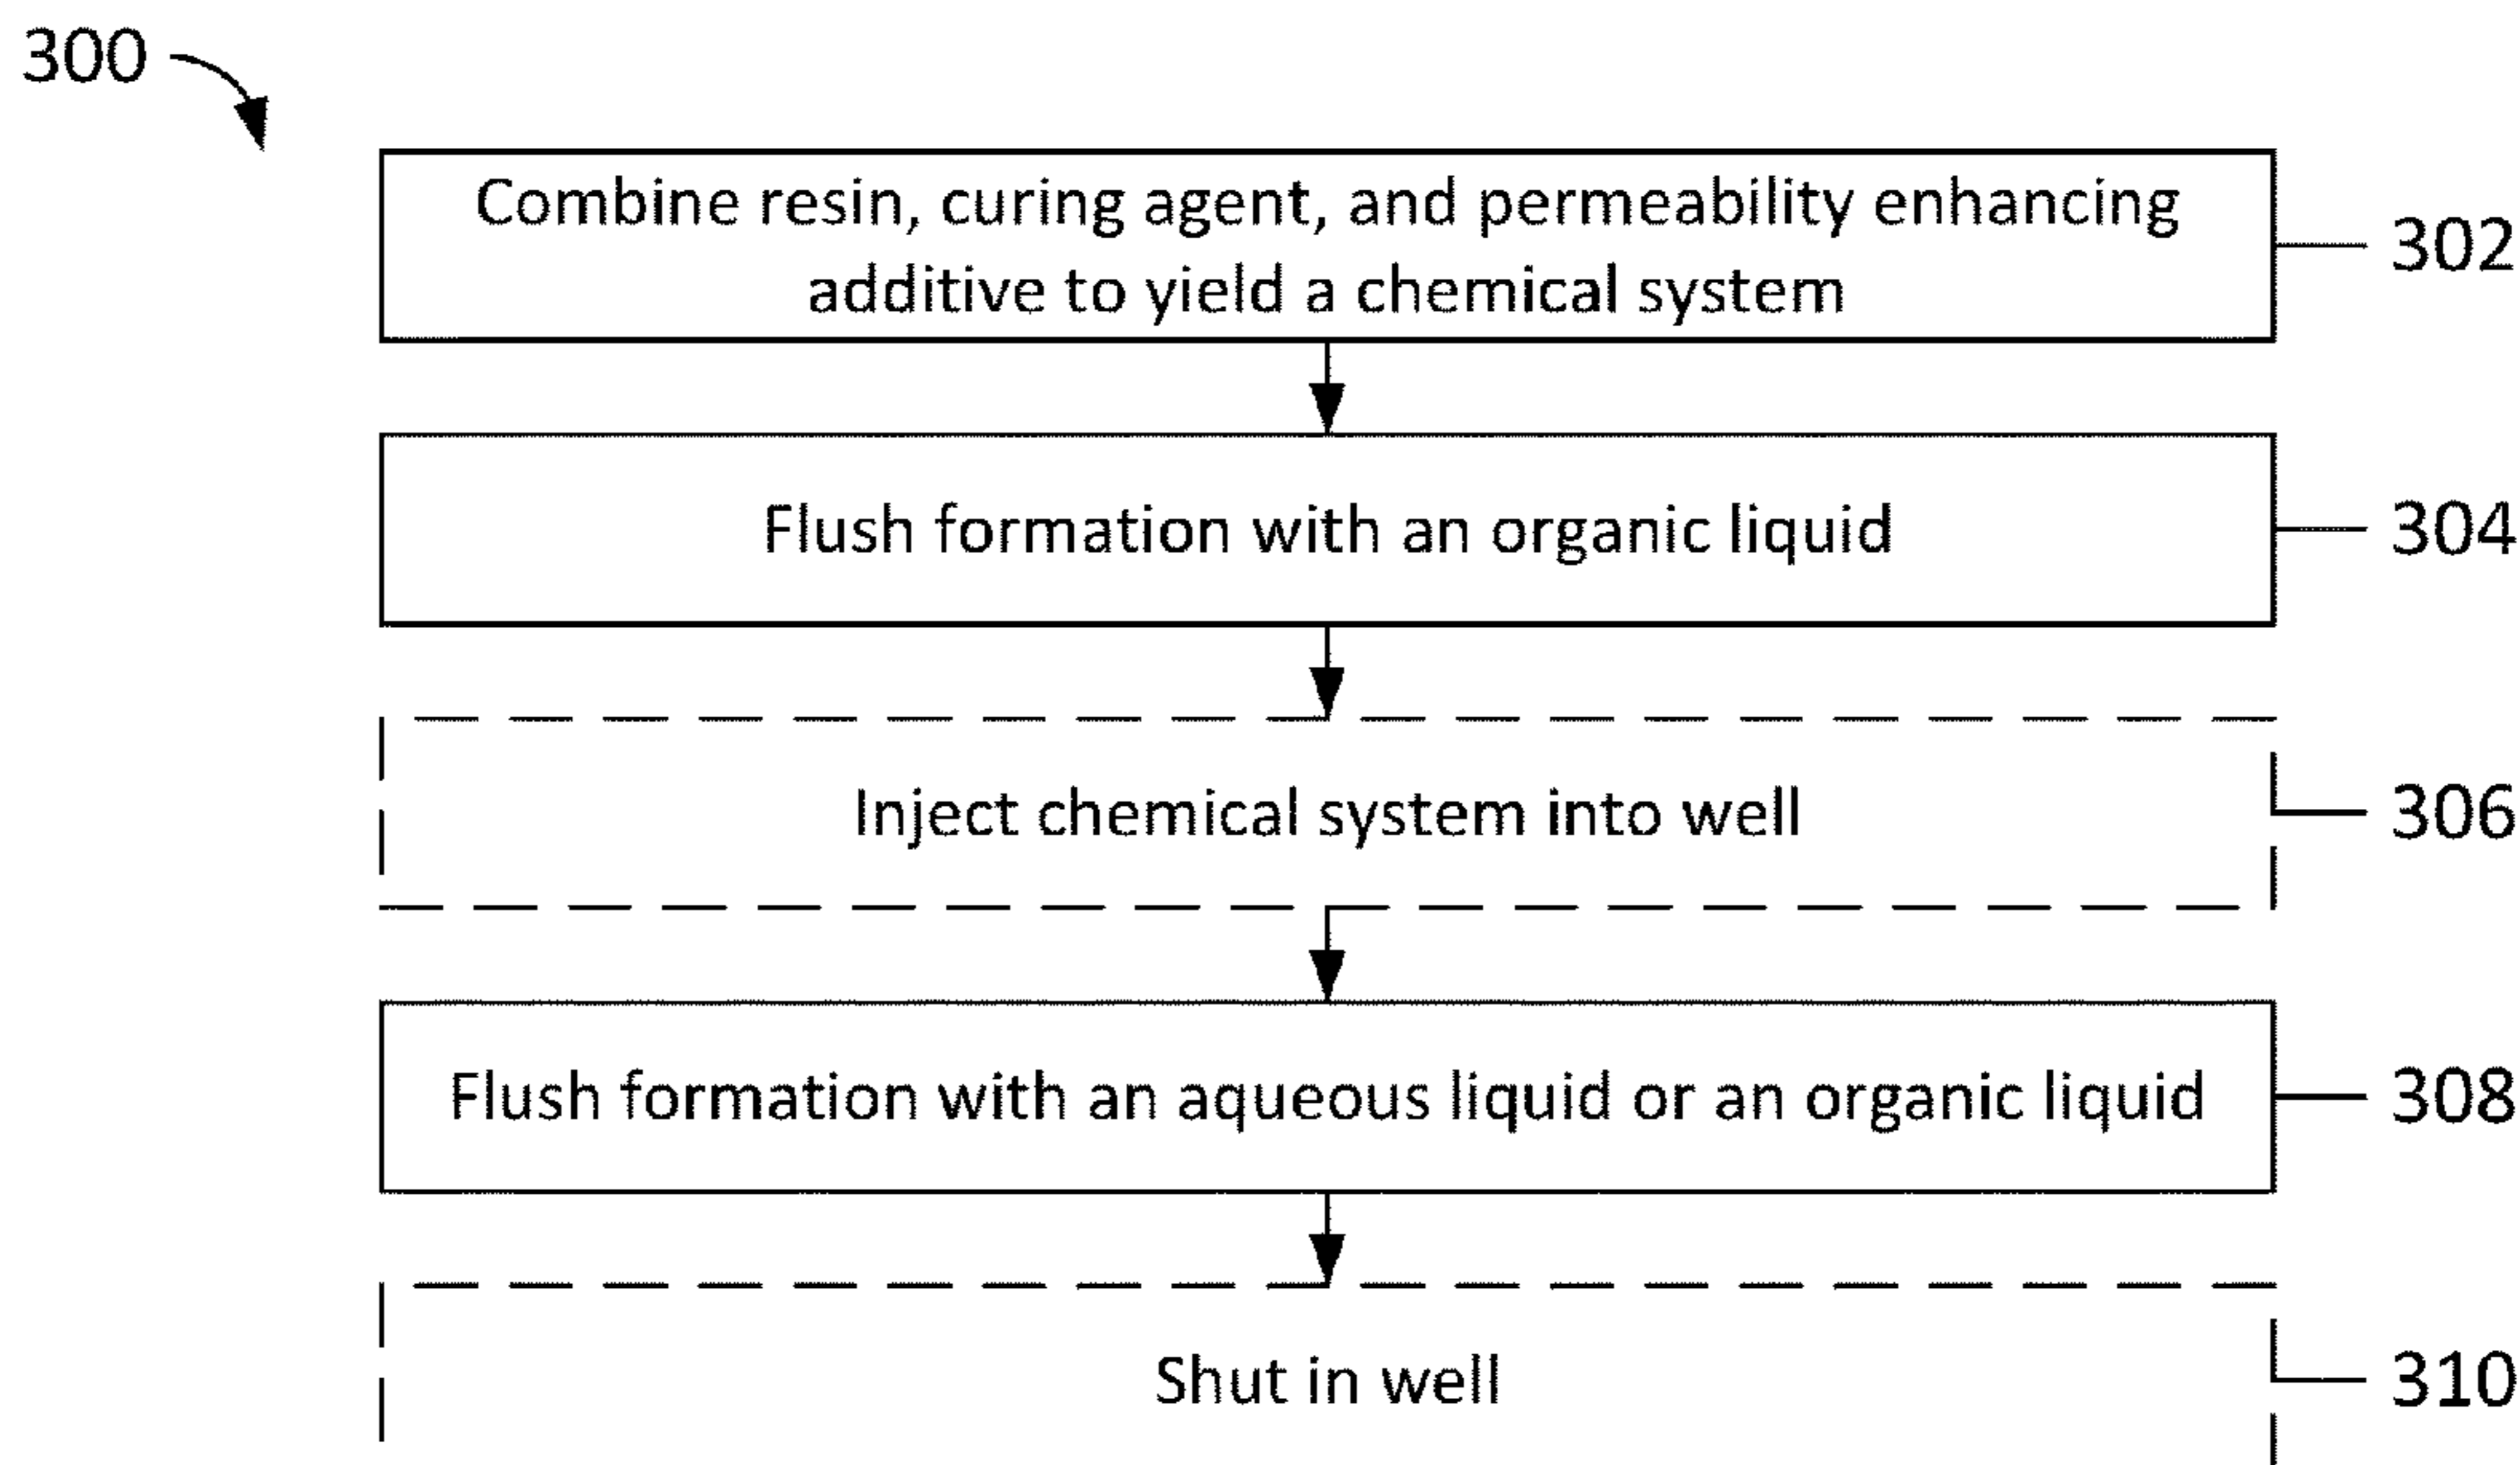 300
Combine resin, curing agent, and permeability enhancing
additive to yield a chemical system
302
Flush formation with an organic liquid
304
Inject chemical system into well
306
Flush formation with an aqueous liquid or an organic liquid
308
Shut in well
310